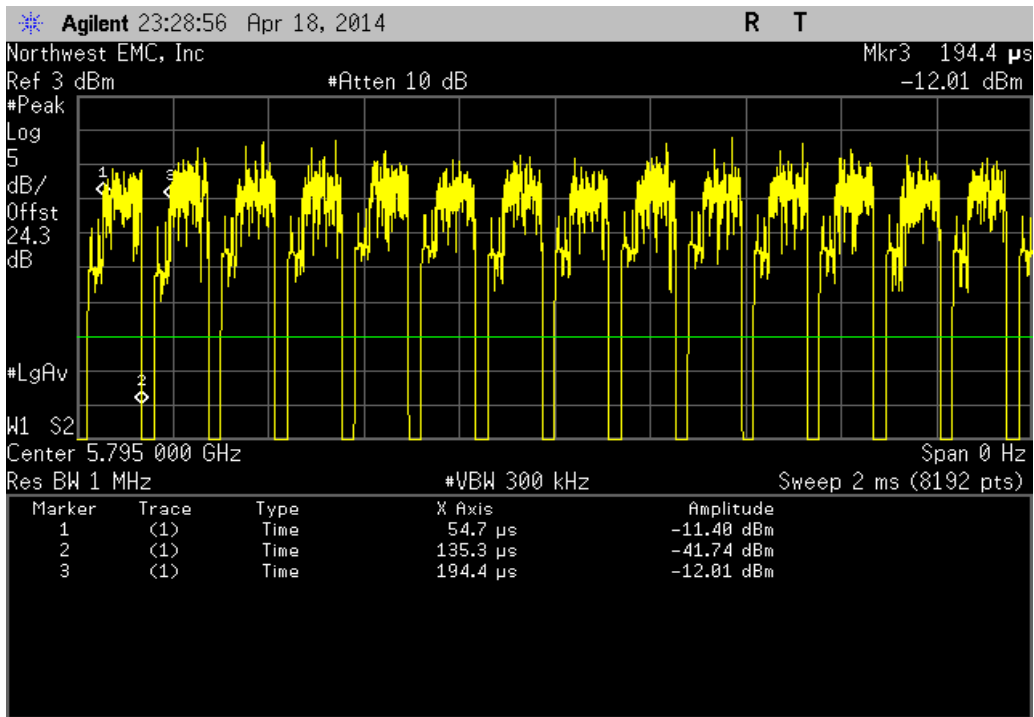 Agilent 23:28:56 Apr 18, 2014 R T
Northwest EMC, Inc Mkr3 194.4 µs
Ref 3 dBm #Atten 10 dB -12.01 dBm
#Peak
Log
5
dB/
Offst
24.3
dB
1 3
#LgAv
2
W1 S2
Center 5.795 000 GHz Span 0 Hz
Res BW 1 MHz #VBW 300 kHz Sweep 2 ms (8192 pts)
Marker Trace Type X Axis Amplitude
1 (1) Time 54.7 µs -11.40 dBm
2 (1) Time 135.3 µs -41.74 dBm
3 (1) Time 194.4 µs -12.01 dBm